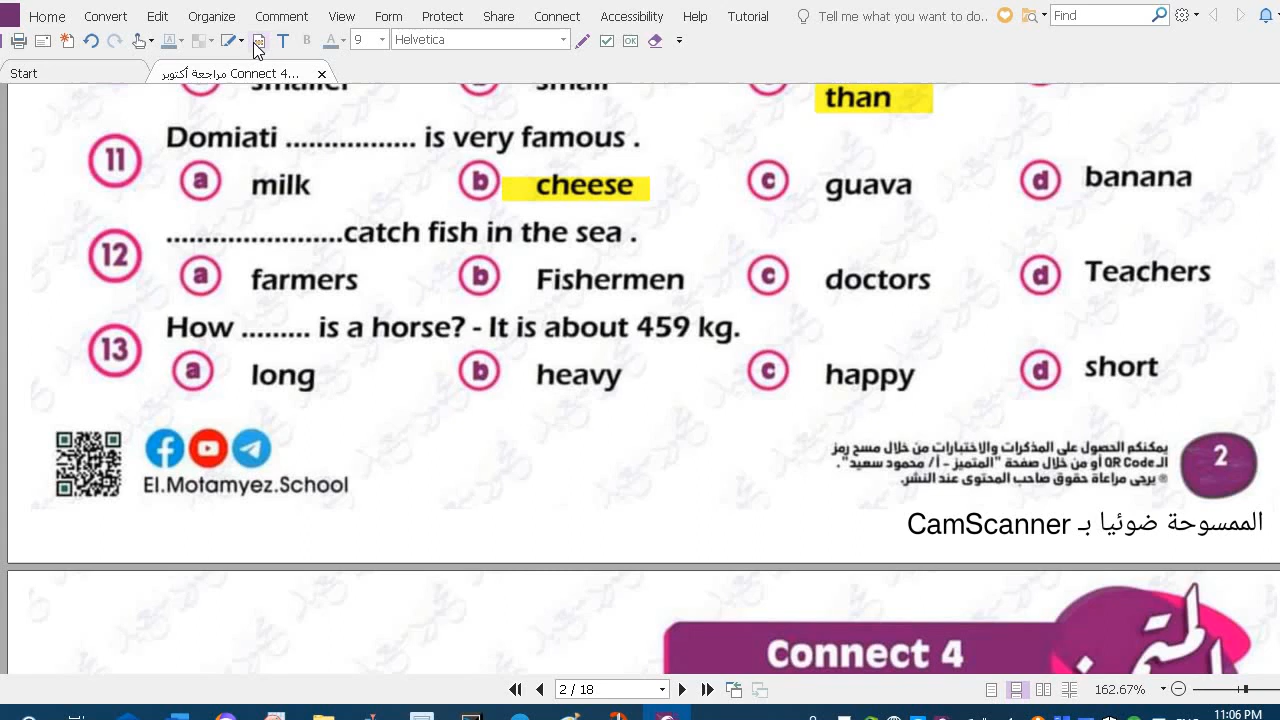 Home Convert Edit Organize Comment View Form Protect Share Connect Accessibility Help Tutorial Tell me what you want to do.. Find
9 Helvetica
Start مراجعة أكتوبر Connect 4...
smaller small than
11 Domiati ................. is very famous .
a milk b cheese c guava d banana
12 .......................catch fish in the sea .
a farmers b Fishermen c doctors d Teachers
13 How ......... is a horse? - It is about 459 kg.
a long b heavy c happy d short
يمكنكم الحصول على المذكرات والاختبارات من خلال مسح رمز
الـ QR Code أو من خلال صفحة "المتميز - أ/ محمود سعيد".
® يرجى مراعاة حقوق صاحب المحتوى عند النشر.
2
El.Motamyez.School
الممسوحة ضوئيا بـ CamScanner
Connect 4
2 / 18 162.67%
11:06 PM